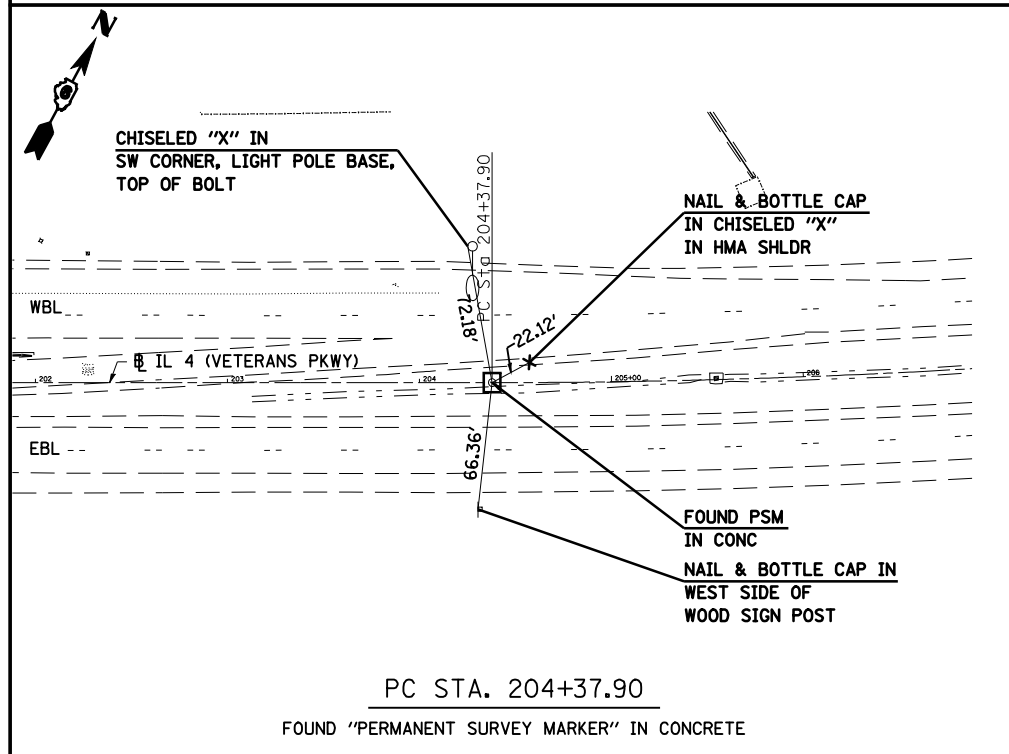 N
CHISELED "X" IN
SW CORNER, LIGHT POLE BASE,
TOP OF BOLT
PC Sta 204+37.90
NAIL & BOTTLE CAP
IN CHISELED "X"
IN HMA SHLDR
WBL
72.18'
22.12'
℄ IL 4 (VETERANS PKWY)
202
203
204
205+00
206
EBL
66.36'
FOUND PSM
IN CONC
NAIL & BOTTLE CAP IN
WEST SIDE OF
WOOD SIGN POST
PC STA. 204+37.90
FOUND "PERMANENT SURVEY MARKER" IN CONCRETE